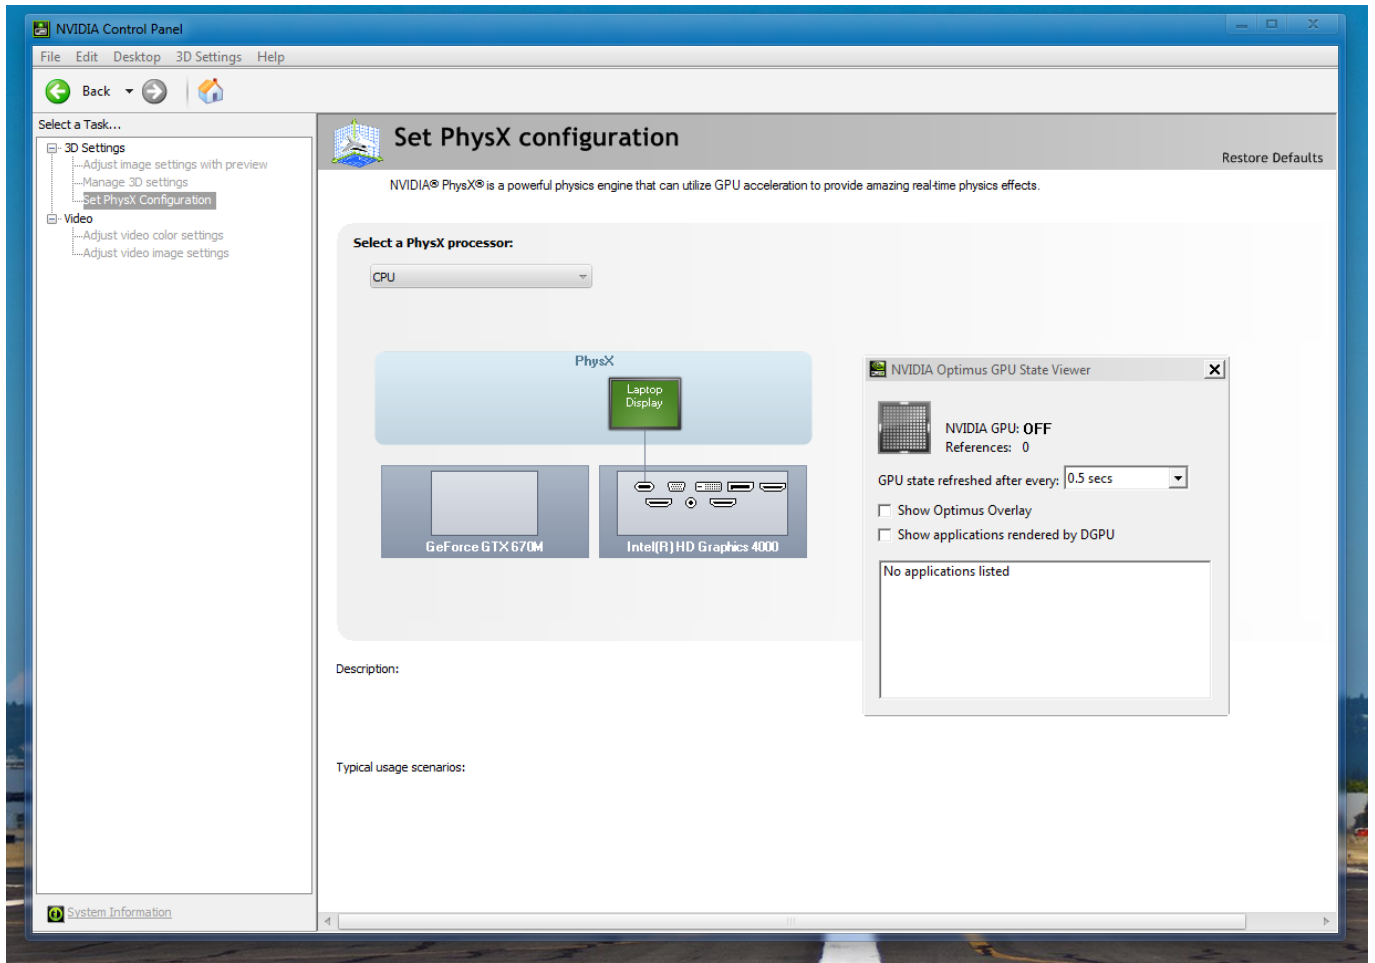 NVIDIA Control Panel
File Edit Desktop 3D Settings Help
Back
Select a Task...
3D Settings
Adjust image settings with preview
Manage 3D settings
Set PhysX Configuration
Video
Adjust video color settings
Adjust video image settings
System Information
Set PhysX configuration
Restore Defaults
NVIDIA® PhysX® is a powerful physics engine that can utilize GPU acceleration to provide amazing real-time physics effects.
Select a PhysX processor:
CPU
PhysX
Laptop
Display
GeForce GTX 670M
Intel(R) HD Graphics 4000
Description:
Typical usage scenarios:
NVIDIA Optimus GPU State Viewer
NVIDIA GPU: OFF
References: 0
GPU state refreshed after every: 0.5 secs
Show Optimus Overlay
Show applications rendered by DGPU
No applications listed